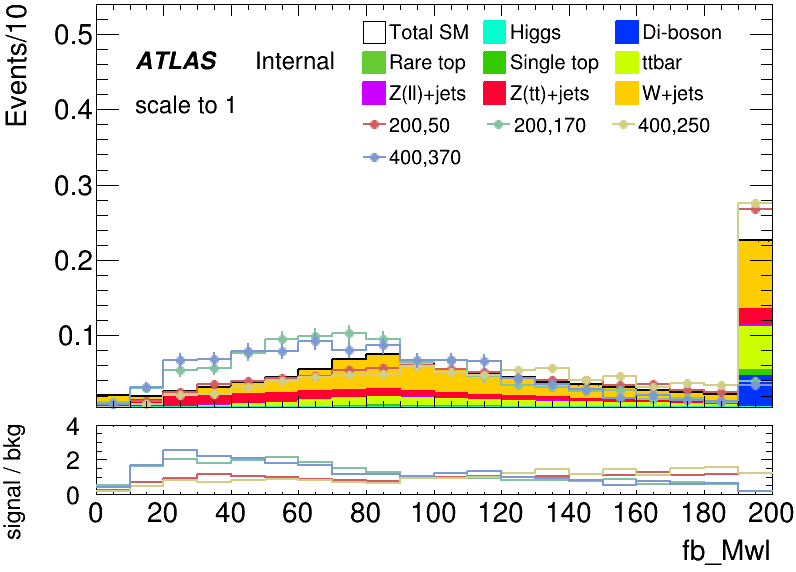 Events/10
0.5
0.4
0.3
0.2
0.1
ATLAS Internal
scale to 1
Total SM Higgs Di-boson
Rare top Single top ttbar
Z(ll)+jets Z(tt)+jets W+jets
200,50 200,170 400,250
400,370
signal / bkg
4
2
0
0 20 40 60 80 100 120 140 160 180 200
fb_Mwl